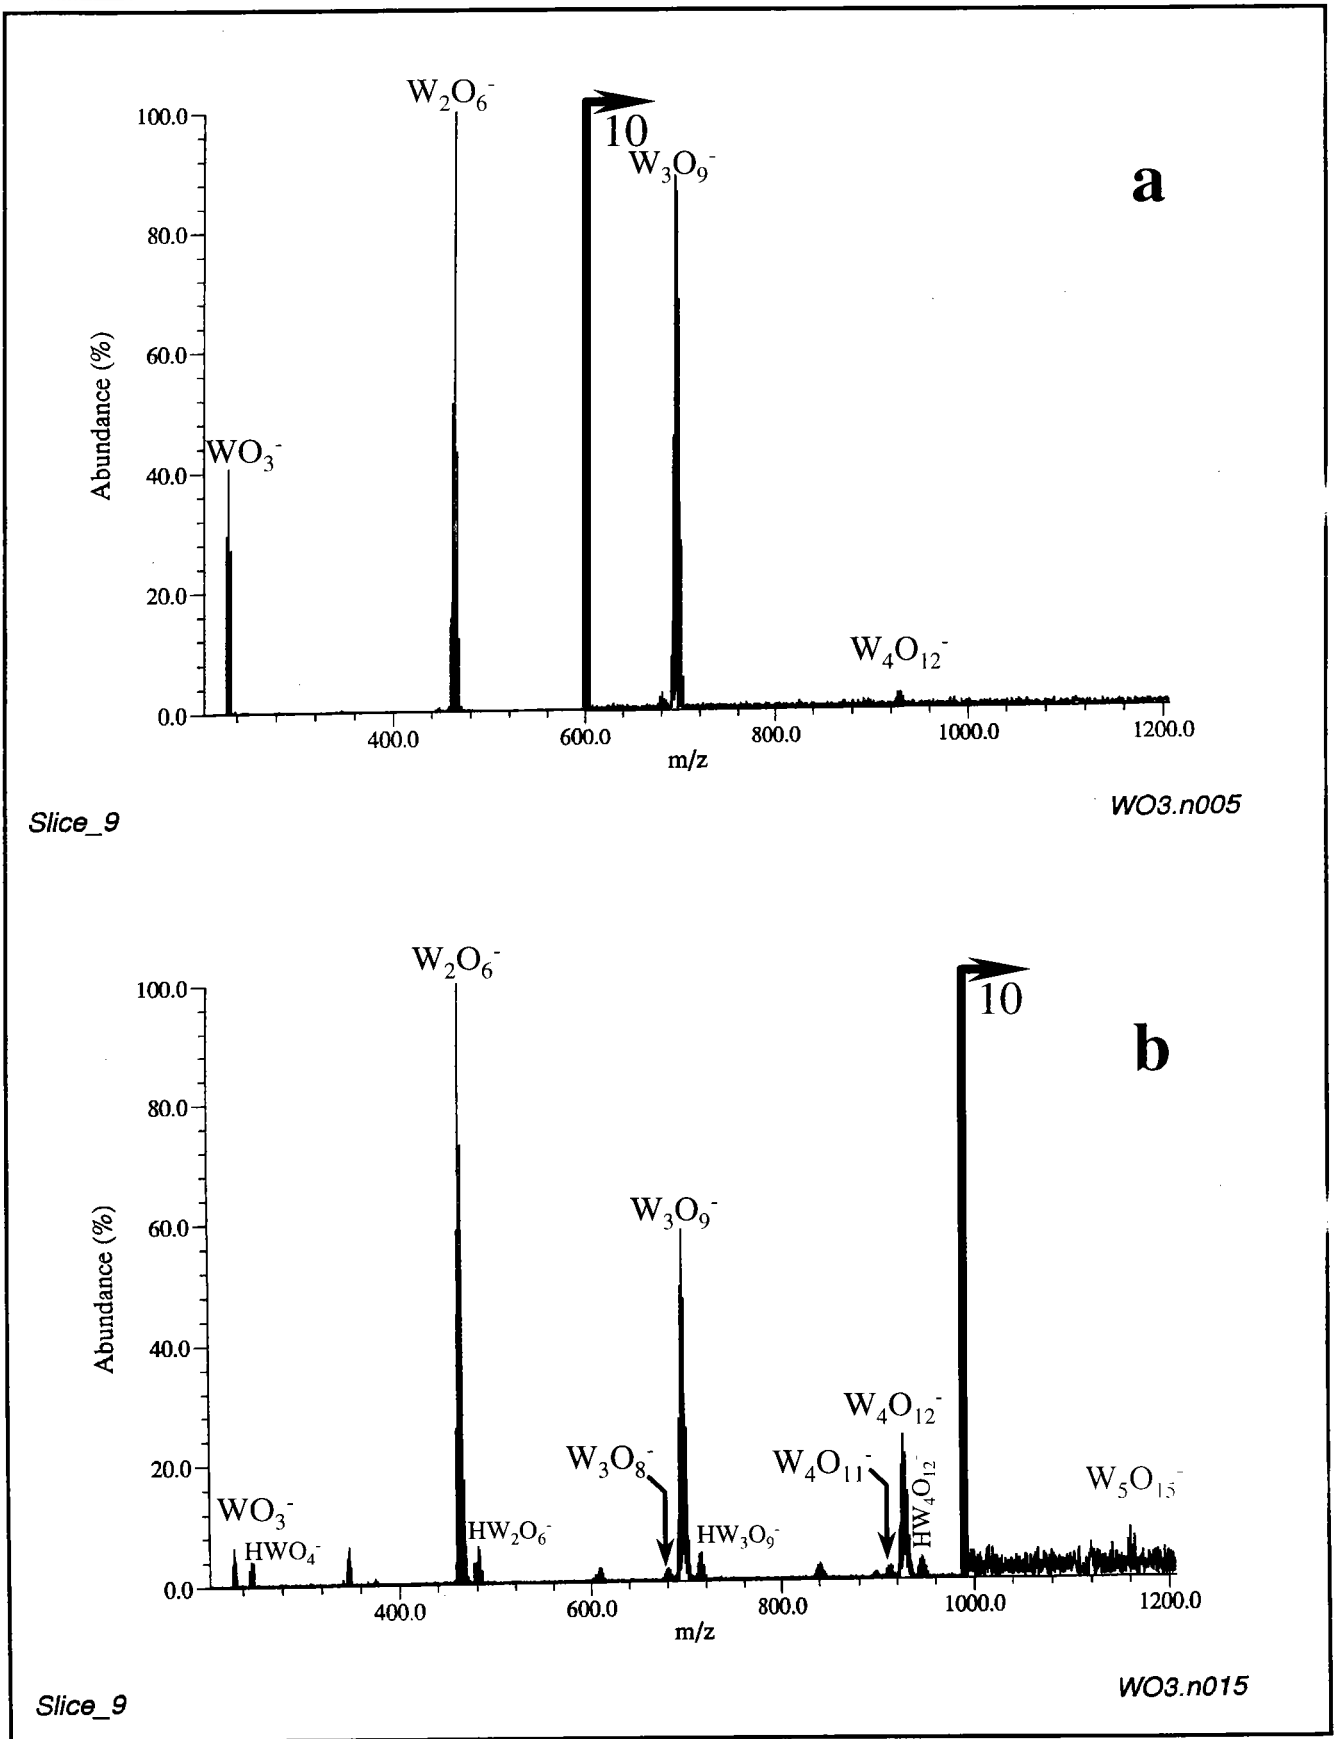 W₂O₆⁻
10
W₃O₉⁻
a
100.0
80.0
60.0
40.0
20.0
0.0
Abundance (%)
WO₃⁻
W₄O₁₂⁻
400.0 600.0 800.0 1000.0 1200.0
m/z
Slice_9 WO3.n005
W₂O₆⁻
10
b
100.0
80.0
60.0
40.0
20.0
0.0
Abundance (%)
W₃O₉⁻
W₄O₁₂⁻
W₃O₈⁻
W₄O₁₁⁻
HW₄O₁₂⁻
W₅O₁₅⁻
WO₃⁻
HWO₄⁻
HW₂O₆⁻
HW₃O₉⁻
400.0 600.0 800.0 1000.0 1200.0
m/z
Slice_9 WO3.n015